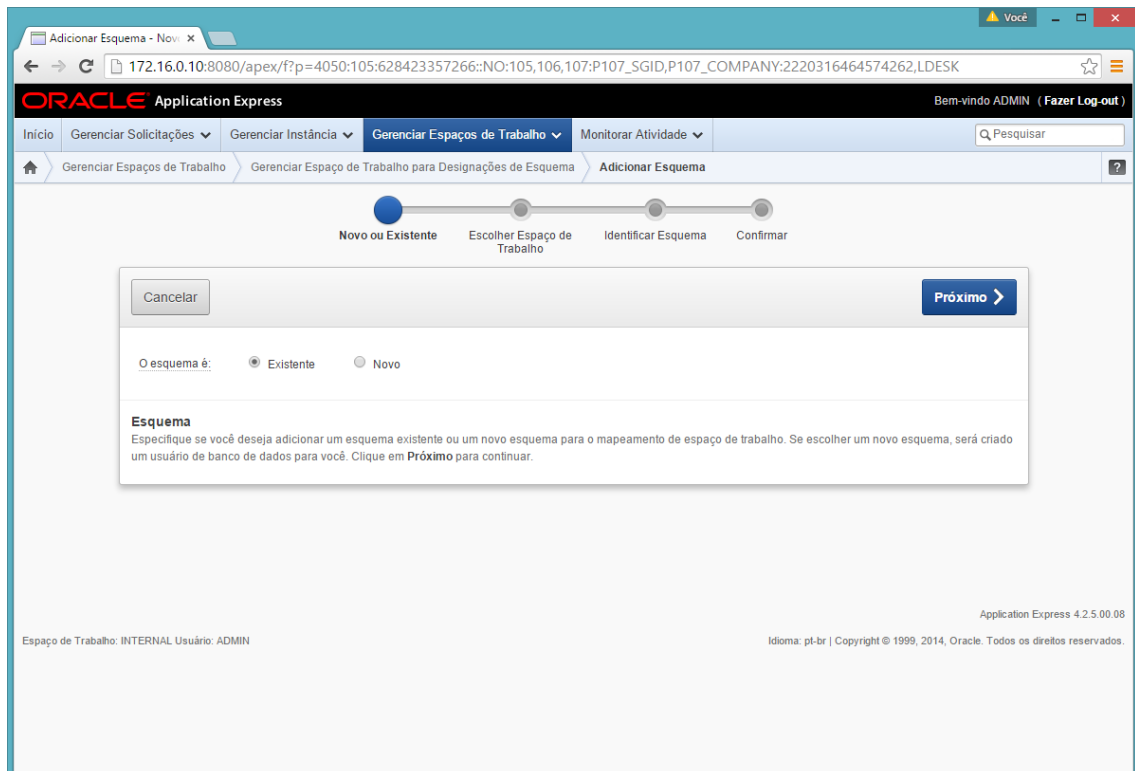 Você
Adicionar Esquema - Nov
172.16.0.10:8080/apex/f?p=4050:105:628423357266::NO:105,106,107:P107_SGID,P107_COMPANY:2220316464574262,LDESK
ORACLE Application Express
Bem-vindo ADMIN ( Fazer Log-out )
Início Gerenciar Solicitações Gerenciar Instância Gerenciar Espaços de Trabalho Monitorar Atividade Pesquisar
Gerenciar Espaços de Trabalho Gerenciar Espaço de Trabalho para Designações de Esquema Adicionar Esquema ?
Novo ou Existente Escolher Espaço de Identificar Esquema Confirmar
Trabalho
Cancelar Próximo
O esquema é: Existente Novo
Esquema
Especifique se você deseja adicionar um esquema existente ou um novo esquema para o mapeamento de espaço de trabalho. Se escolher um novo esquema, será criado
um usuário de banco de dados para você. Clique em Próximo para continuar.
Application Express 4.2.5.00.08
Espaço de Trabalho: INTERNAL Usuário: ADMIN Idioma: pt-br | Copyright © 1999, 2014, Oracle. Todos os direitos reservados.